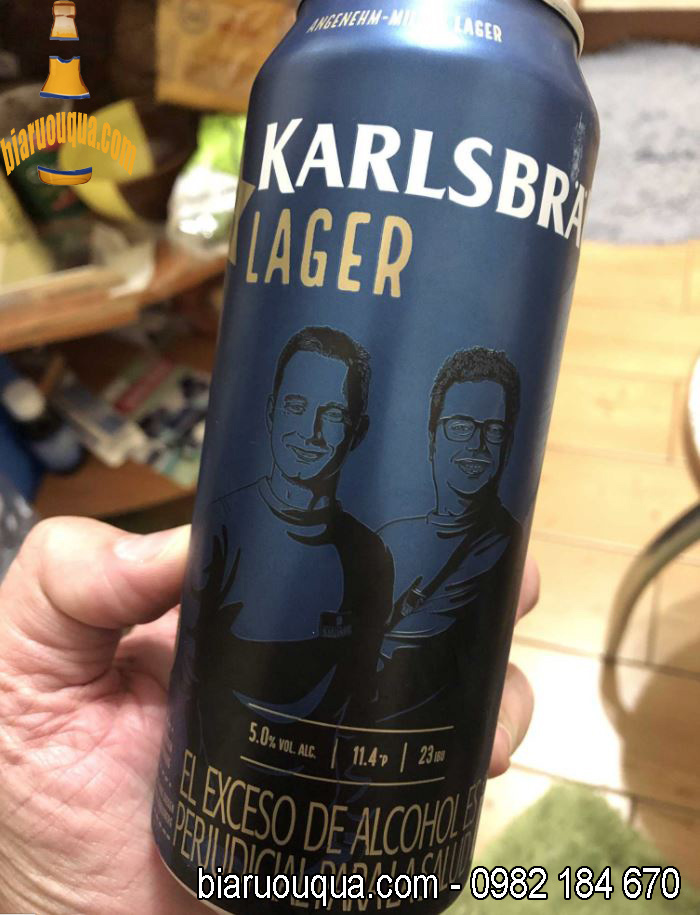 ANGENEHM-MILDES LAGER
biaruouqua.com
KARLSBRÄ
LAGER
5.0% VOL. ALC. | 11.4°P | 23 IBU
EL EXCESO DE ALCOHOL ES
PERJUDICIAL PARA LA SALUD
biaruouqua.com - 0982 184 670